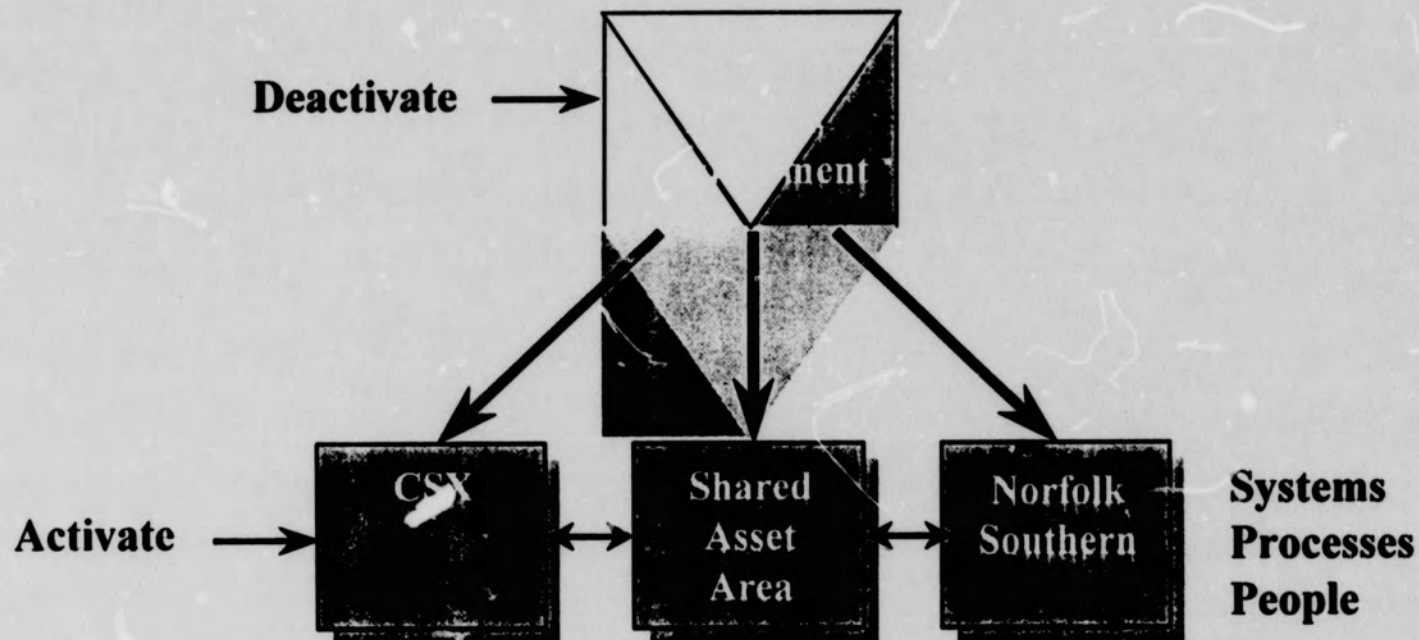 Deactivate
ment
CSX
Shared
Asset
Area
Norfolk
Southern
Activate
Systems
Processes
People